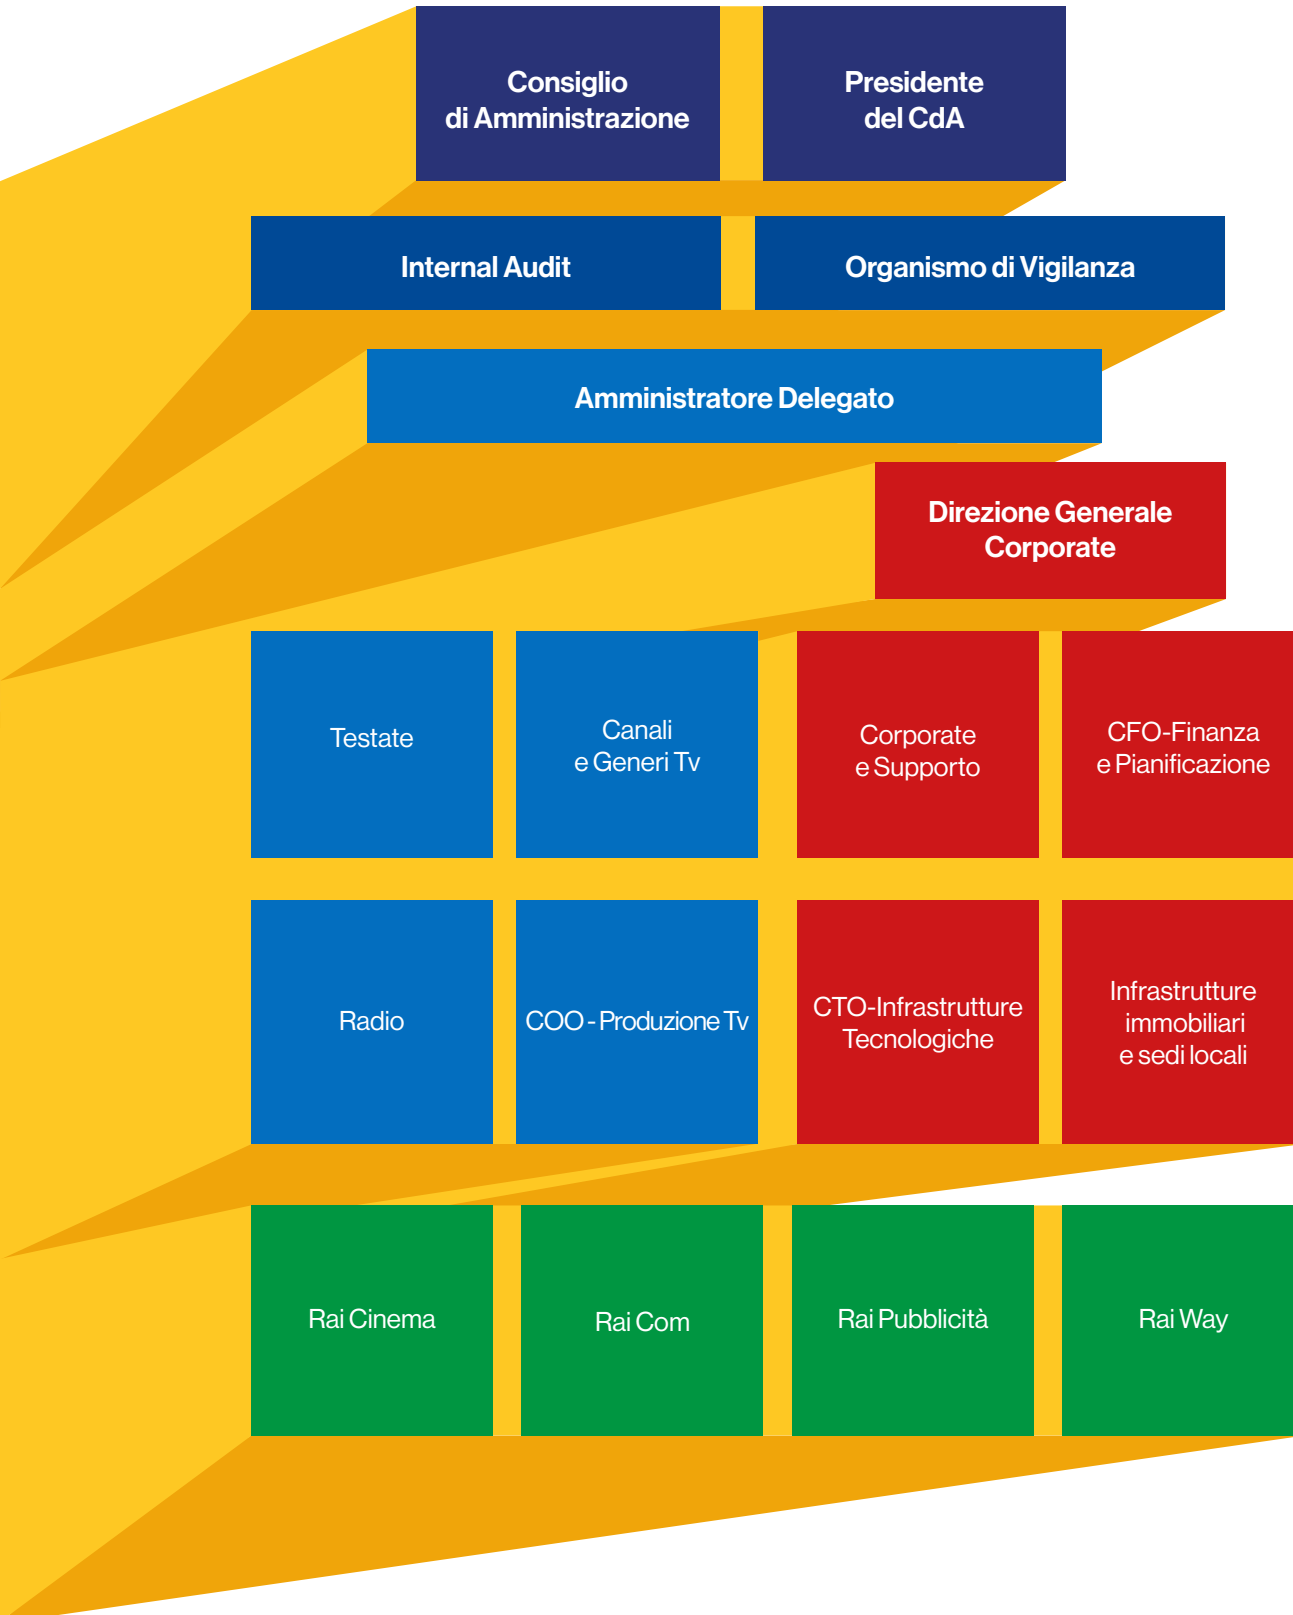 Consiglio
di Amministrazione
Presidente
del CdA
Internal Audit
Organismo di Vigilanza
Amministratore Delegato
Direzione Generale
Corporate
Testate
Canali
e Generi Tv
Corporate
e Supporto
CFO-Finanza
e Pianificazione
Radio
COO - Produzione Tv
CTO-Infrastrutture
Tecnologiche
Infrastrutture
immobiliari
e sedi locali
Rai Cinema
Rai Com
Rai Pubblicità
Rai Way